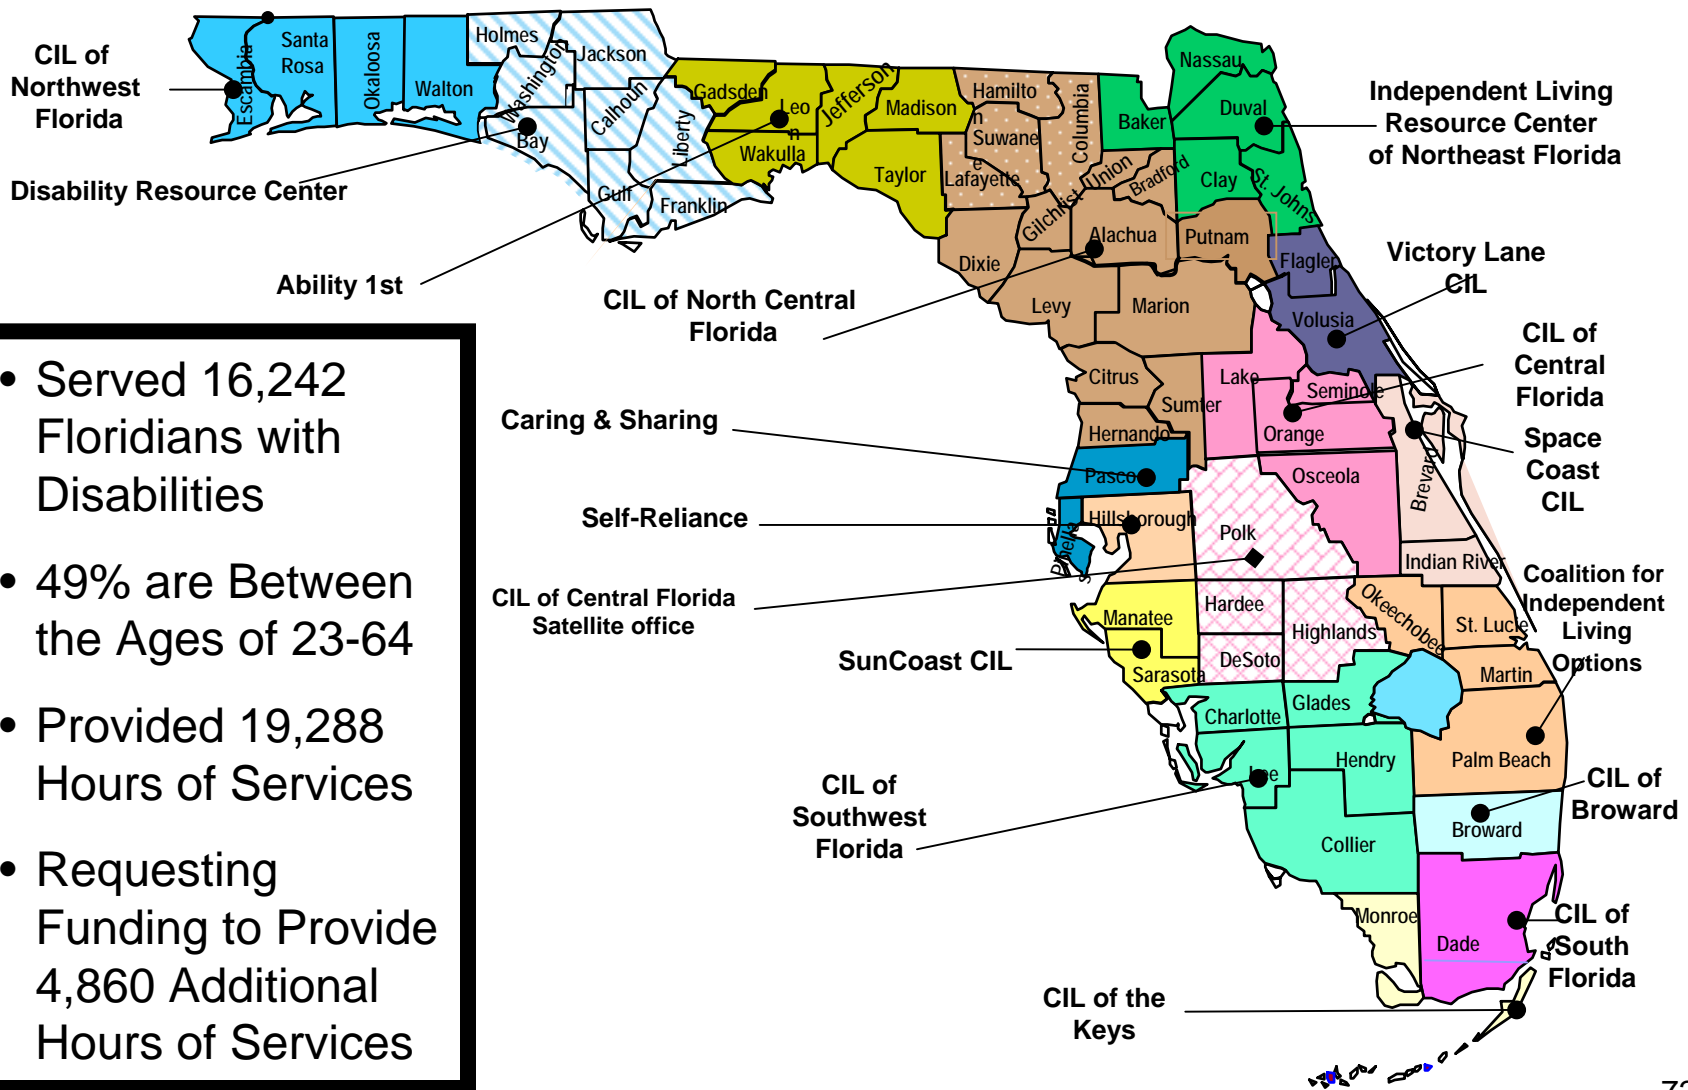 CIL of
Northwest
Florida
Disability Resource Center
Ability 1st
CIL of North Central
Florida
Caring & Sharing
Self-Reliance
CIL of Central Florida
Satellite office
SunCoast CIL
CIL of
Southwest
Florida
CIL of the
Keys
Independent Living
Resource Center
of Northeast Florida
Victory Lane
CIL
CIL of
Central
Florida
Space
Coast
CIL
Coalition for
Independent
Living
Options
CIL of
Broward
CIL of
South
Florida
Escambia
Santa
Rosa
Okaloosa
Walton
Holmes
Washington
Jackson
Bay
Calhoun
Gulf
Liberty
Franklin
Gadsden
Leo
n
Wakulla
Jefferson
Madison
Taylor
Hamilto
n
Suwane
e
Lafayette
Columbia
Baker
Nassau
Duval
Clay
St. Johns
Union
Bradford
Gilchrist
Alachua
Putnam
Dixie
Levy
Marion
Flagler
Volusia
Citrus
Sumter
Hernando
Lake
Seminole
Orange
Osceola
Brevard
Indian River
Pasco
Pinella
s
Hillsborough
Polk
Manatee
Hardee
Highlands
Okeechobee
St. Lucie
Sarasota
DeSoto
Martin
Charlotte
Glades
Lee
Hendry
Palm Beach
Collier
Broward
Monroe
Dade
• Served 16,242
Floridians with
Disabilities
• 49% are Between
the Ages of 23-64
• Provided 19,288
Hours of Services
• Requesting
Funding to Provide
4,860 Additional
Hours of Services